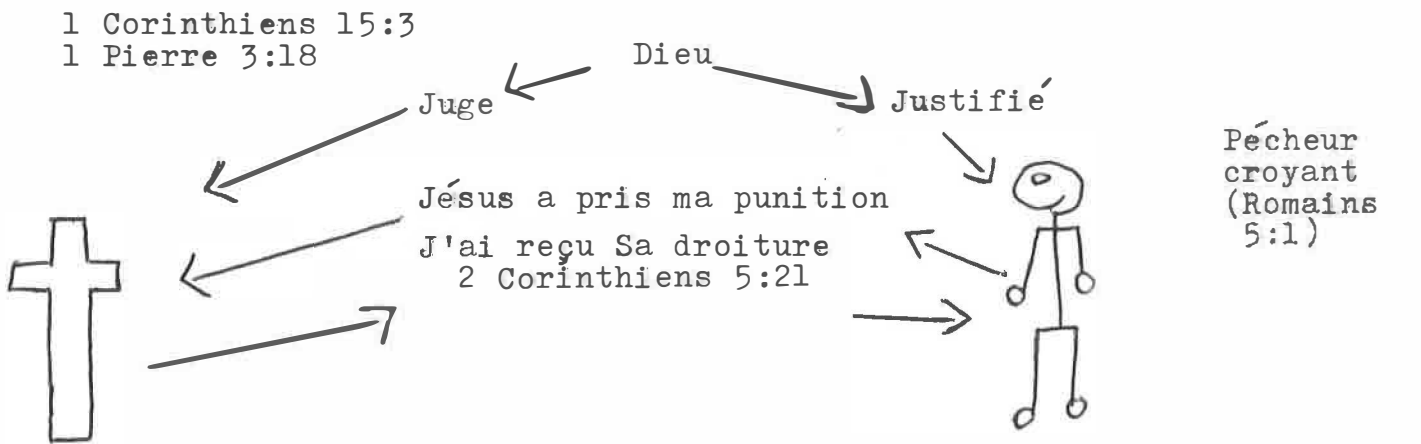 1 Corinthiens 15:3
1 Pierre 3:18
Dieu
Juge
Justifié
Jésus a pris ma punition
J'ai reçu Sa droiture
2 Corinthiens 5:21
Pécheur
croyant
(Romains
5:1)